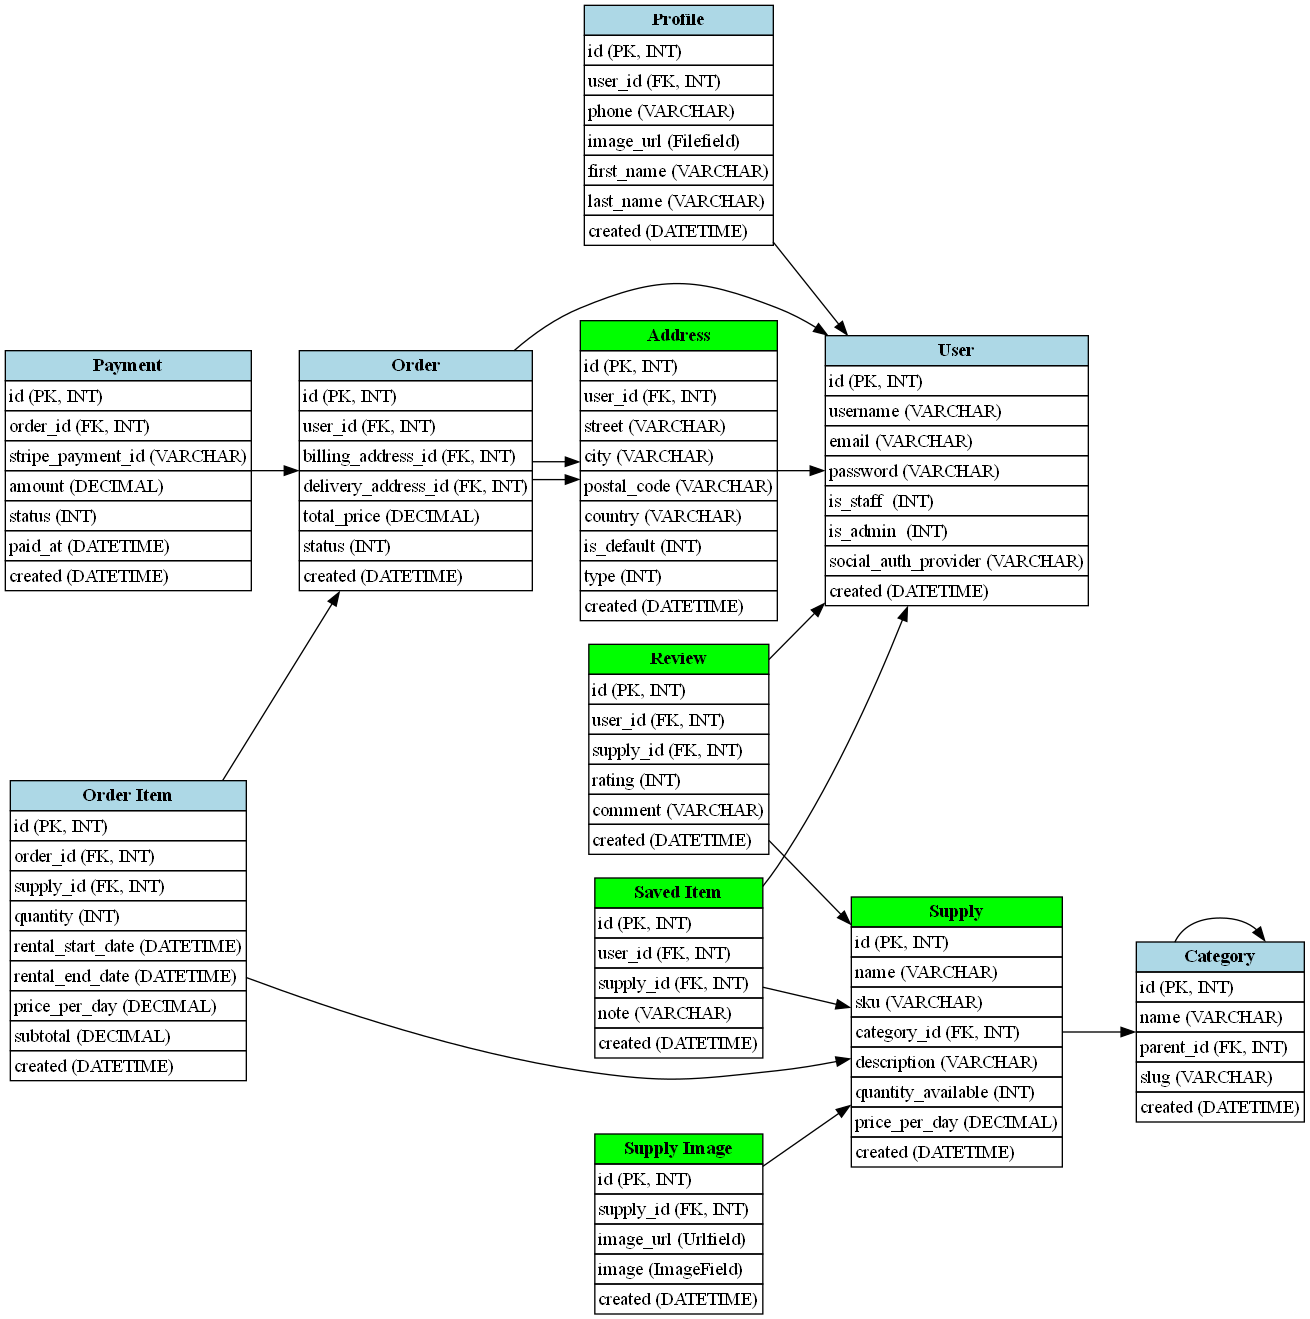 Profile
id (PK, INT)
user_id (FK, INT)
phone (VARCHAR)
image_url (Filefield)
first_name (VARCHAR)
last_name (VARCHAR)
created (DATETIME)
Payment
id (PK, INT)
order_id (FK, INT)
stripe_payment_id (VARCHAR)
amount (DECIMAL)
status (INT)
paid_at (DATETIME)
created (DATETIME)
Order
id (PK, INT)
user_id (FK, INT)
billing_address_id (FK, INT)
delivery_address_id (FK, INT)
total_price (DECIMAL)
status (INT)
created (DATETIME)
Address
id (PK, INT)
user_id (FK, INT)
street (VARCHAR)
city (VARCHAR)
postal_code (VARCHAR)
country (VARCHAR)
is_default (INT)
type (INT)
created (DATETIME)
User
id (PK, INT)
username (VARCHAR)
email (VARCHAR)
password (VARCHAR)
is_staff  (INT)
is_admin  (INT)
social_auth_provider (VARCHAR)
created (DATETIME)
Review
id (PK, INT)
user_id (FK, INT)
supply_id (FK, INT)
rating (INT)
comment (VARCHAR)
created (DATETIME)
Order Item
id (PK, INT)
order_id (FK, INT)
supply_id (FK, INT)
quantity (INT)
rental_start_date (DATETIME)
rental_end_date (DATETIME)
price_per_day (DECIMAL)
subtotal (DECIMAL)
created (DATETIME)
Saved Item
id (PK, INT)
user_id (FK, INT)
supply_id (FK, INT)
note (VARCHAR)
created (DATETIME)
Supply
id (PK, INT)
name (VARCHAR)
sku (VARCHAR)
category_id (FK, INT)
description (VARCHAR)
quantity_available (INT)
price_per_day (DECIMAL)
created (DATETIME)
Category
id (PK, INT)
name (VARCHAR)
parent_id (FK, INT)
slug (VARCHAR)
created (DATETIME)
Supply Image
id (PK, INT)
supply_id (FK, INT)
image_url (Urlfield)
image (ImageField)
created (DATETIME)